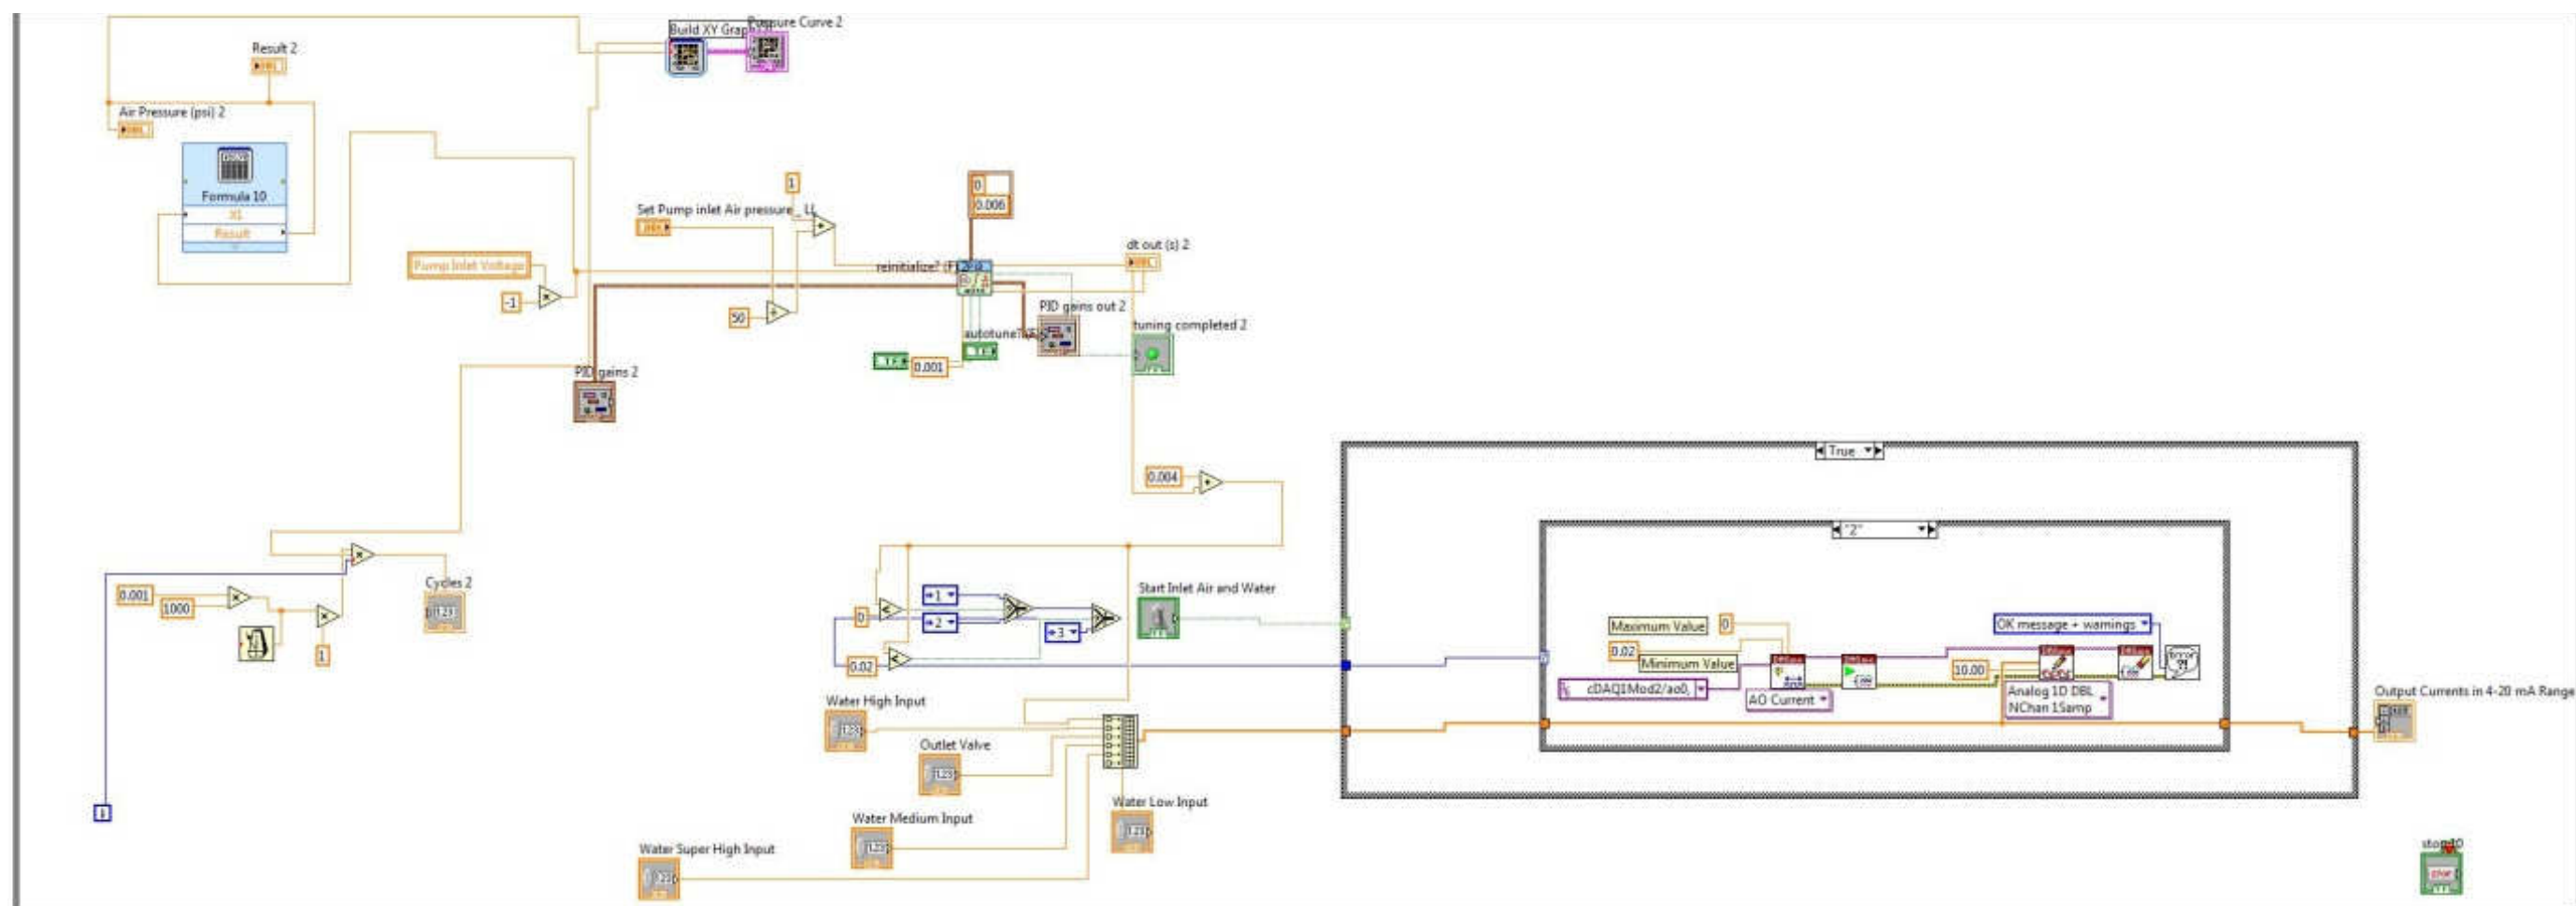 Build XY Graph
Pressure Curve 2
Result 2
Air Pressure (psi) 2
Formula 10
X1
Result
1
0
0.006
Set Pump inlet Air pressure_ LL
dt out (s) 2
Pump Inlet Voltage
reinitialize? (F)
-1
50
PID gains out 2
tuning completed 2
autotune?
TF
0.001
TF
PID gains 2
True
0.004
"2"
Cycles 2
0.001
1000
1
0
1
2
3
0.02
Start Inlet Air and Water
Maximum Value
0
OK message + warnings
0.02
Minimum Value
10.00
cDAQ1Mod2/ao0,
AO Current
Analog 1D DBL
NChan 1Samp
Output Currents in 4-20 mA Range
Water High Input
Outlet Valve
Water Low Input
Water Medium Input
Water Super High Input
i